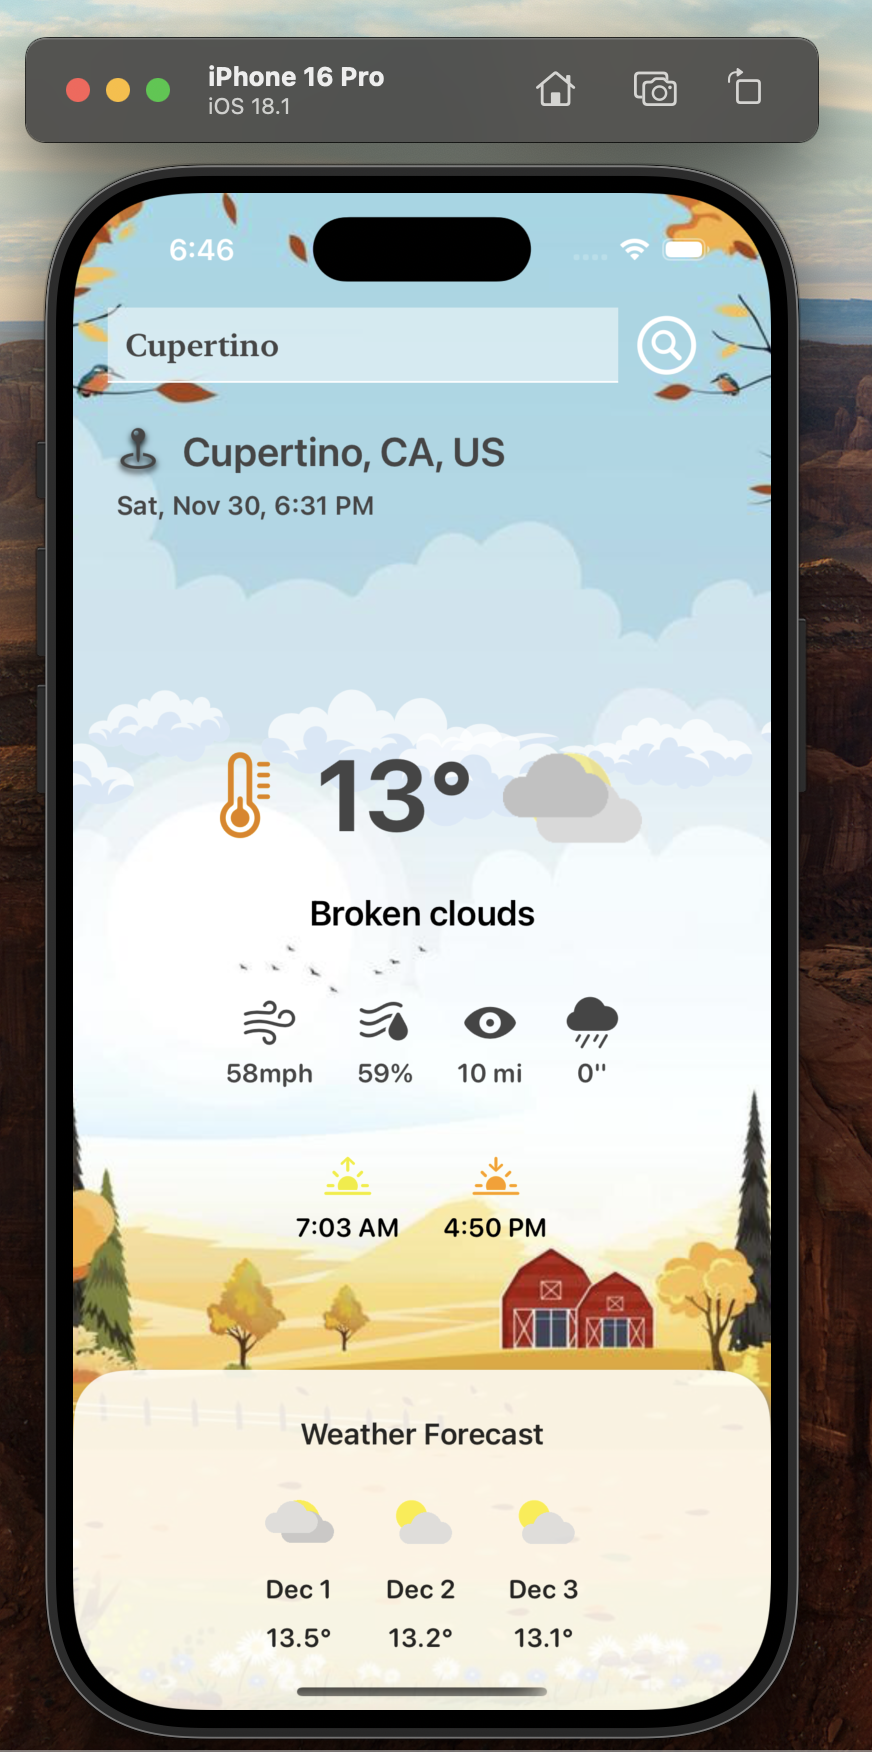 iPhone 16 Pro
iOS 18.1
6:46
Cupertino
Cupertino, CA, US
Sat, Nov 30, 6:31 PM
13°
Broken clouds
58mph 59% 10 mi 0''
7:03 AM 4:50 PM
Weather Forecast
Dec 1 Dec 2 Dec 3
13.5° 13.2° 13.1°